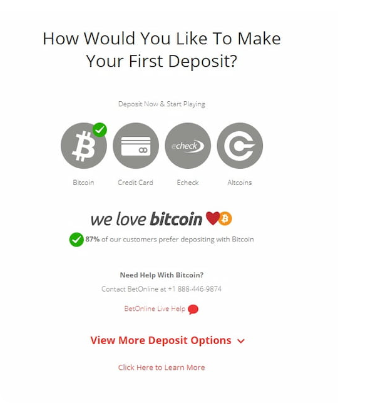 How Would You Like To Make
Your First Deposit?
Deposit Now & Start Playing
echeck
Bitcoin
Credit Card
Echeck
Altcoins
we love bitcoin
87% of our customers prefer depositing with Bitcoin
Need Help With Bitcoin?
Contact BetOnline at +1 888-446-9874
BetOnline Live Help
View More Deposit Options
Click Here to Learn More